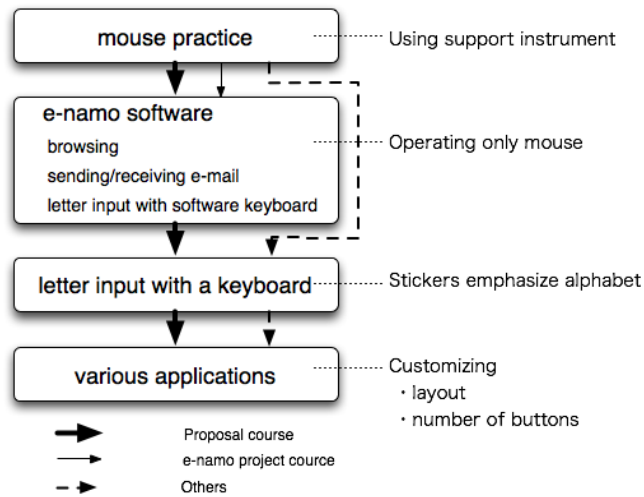 mouse practice
Using support instrument
e-namo software
browsing
Operating only mouse
sending/receiving e-mail
letter input with software keyboard
letter input with a keyboard
Stickers emphasize alphabet
various applications
Customizing
・layout
・number of buttons
Proposal course
e-namo project cource
Others